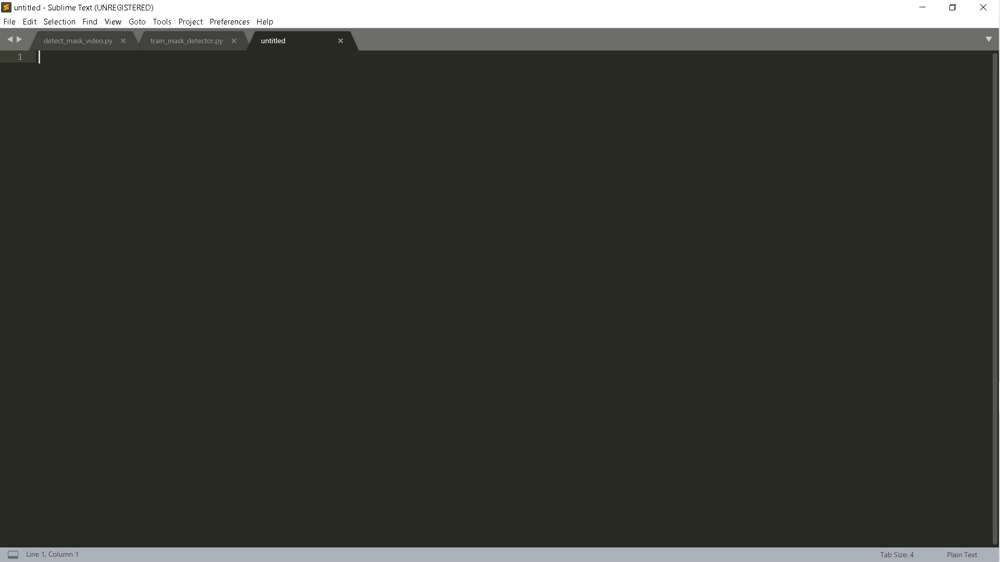 untitled - Sublime Text (UNREGISTERED)
File Edit Selection Find View Goto Tools Project Preferences Help
detect_mask_video.py train_mask_detector.py untitled
1
Line 1, Column 1 Tab Size: 4 Plain Text